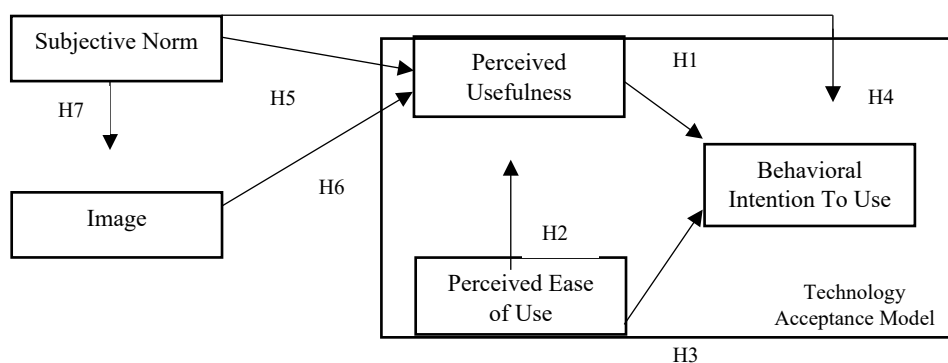 Subjective Norm
Perceived
Usefulness
H1
H7
H5
H4
Behavioral
Intention To Use
H6
Image
H2
Perceived Ease
of Use
Technology
Acceptance Model
H3